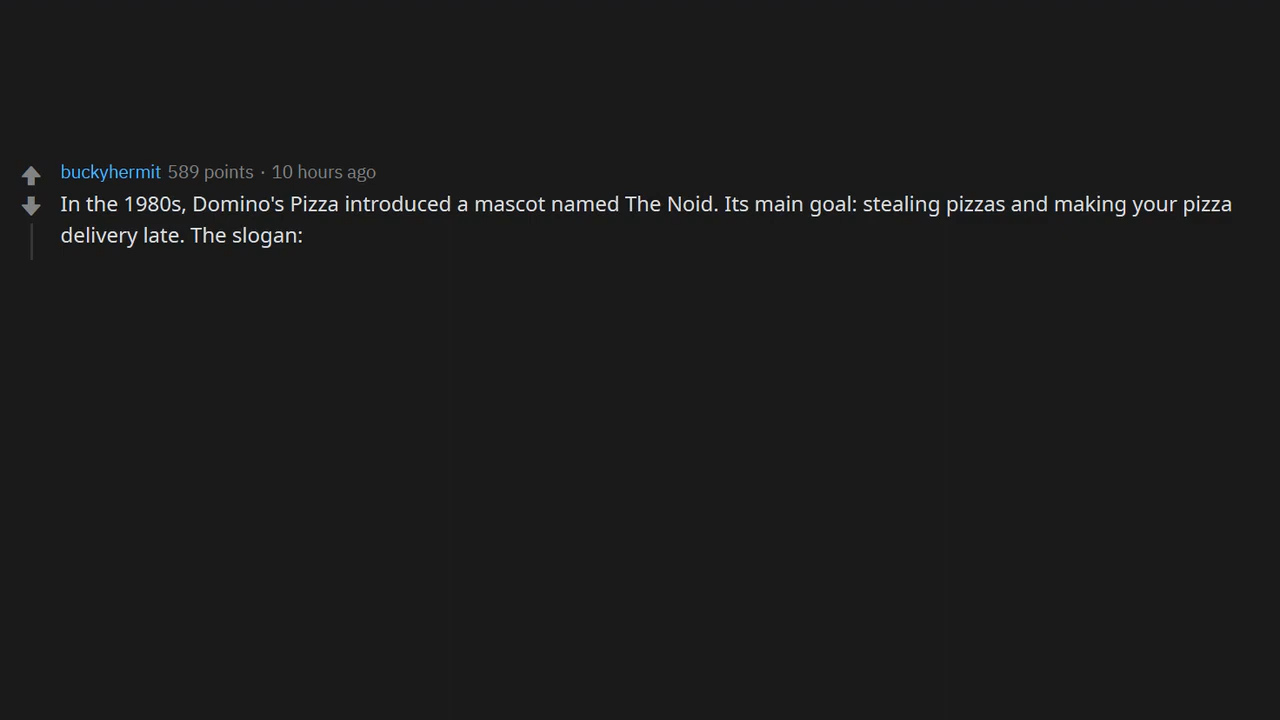 buckyhermit 589 points · 10 hours ago
In the 1980s, Domino's Pizza introduced a mascot named The Noid. Its main goal: stealing pizzas and making your pizza
delivery late. The slogan: